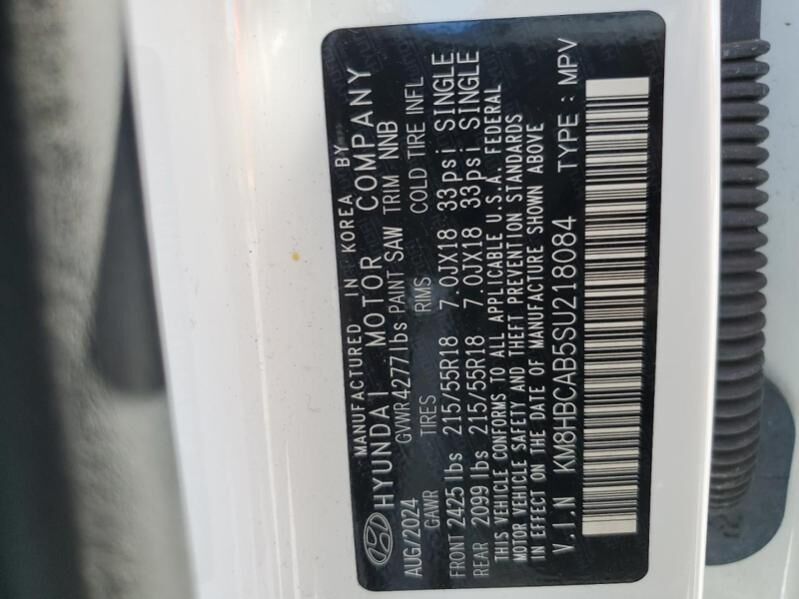 MANUFACTURED IN KOREA BY
HYUNDAI MOTOR COMPANY
AUG/2024 GVWR 4277lbs PAINT SAW TRIM NNB
GAWR TIRES RIMS COLD TIRE INFL
FRONT 2425 lbs 215/55R18 7.0JX18 33psi SINGLE
REAR 2099 lbs 215/55R18 7.0JX18 33psi SINGLE
THIS VEHICLE CONFORMS TO ALL APPLICABLE U.S.A. FEDERAL
MOTOR VEHICLE SAFETY AND THEFT PREVENTION STANDARDS
IN EFFECT ON THE DATE OF MANUFACTURE SHOWN ABOVE
V.I.N KM8HBCAB5SU218084 TYPE : MPV